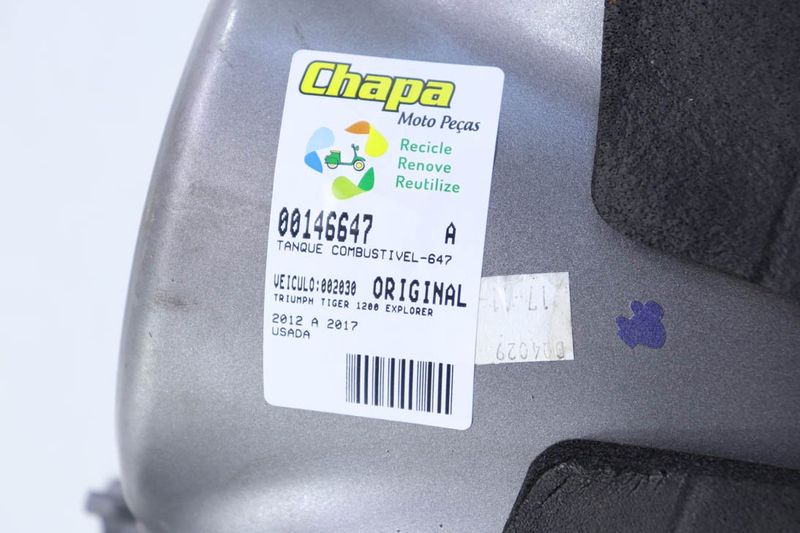 Chapa
Moto Peças
Recicle
Renove
Reutilize
00146647 A
TANQUE COMBUSTIVEL-647
VEICULO:002030 ORIGINAL
TRIUMPH TIGER 1200 EXPLORER
2012 A 2017
USADA